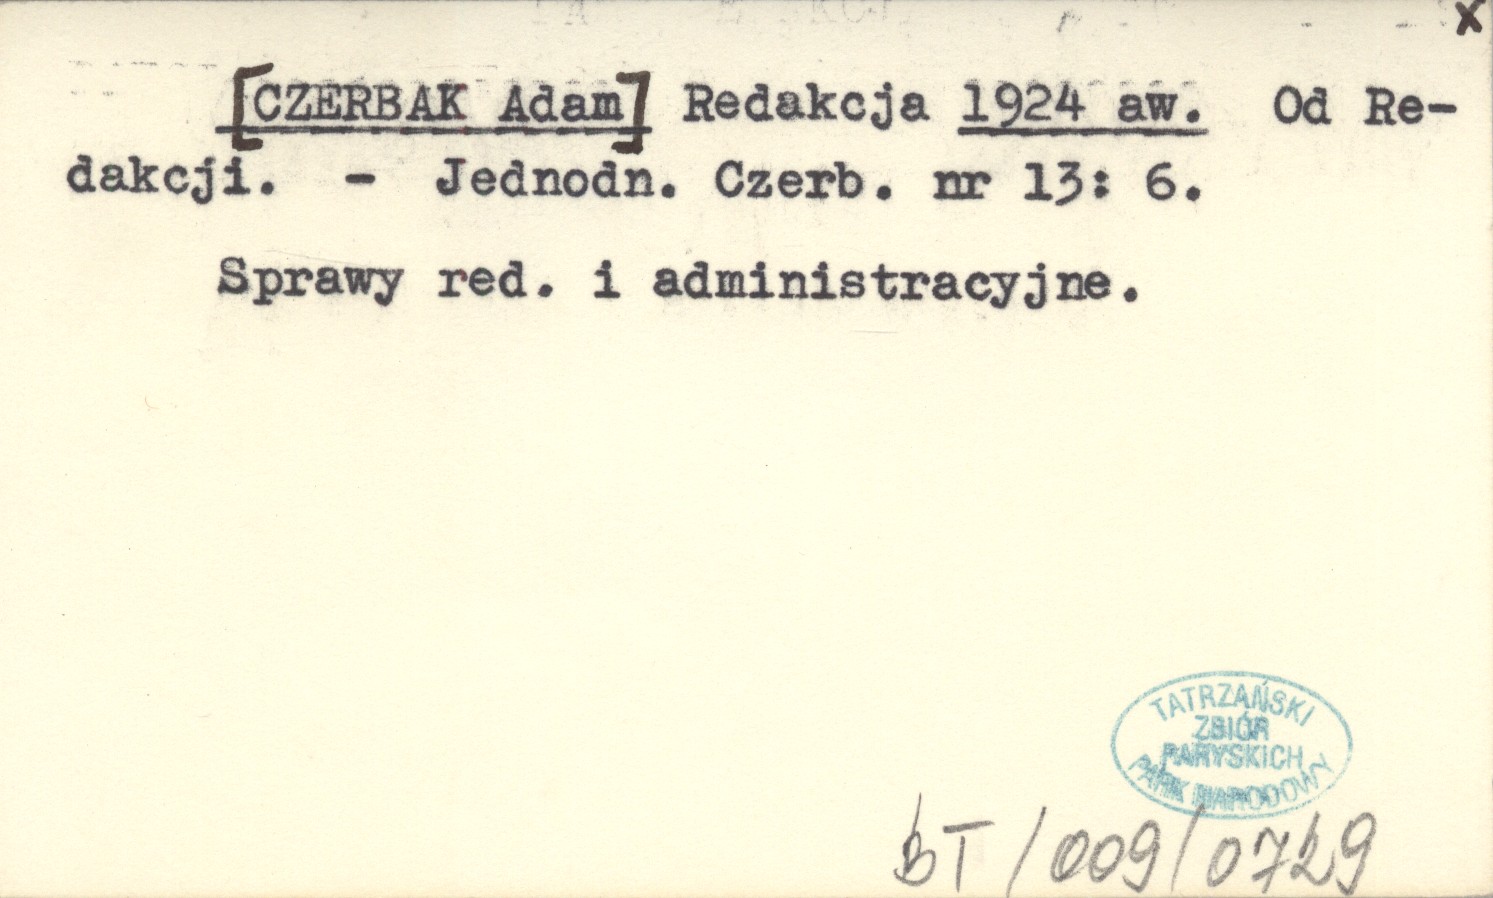 x
[CZERBAK Adam] Redakcja 1924 aw. Od Re-
dakcji. - Jednodn. Czerb. nr 13: 6.
Sprawy red. i administracyjne.
TATRZAŃSKI
ZBIÓR
PARYSKICH
PARK NARODOWY
BT/009/0729